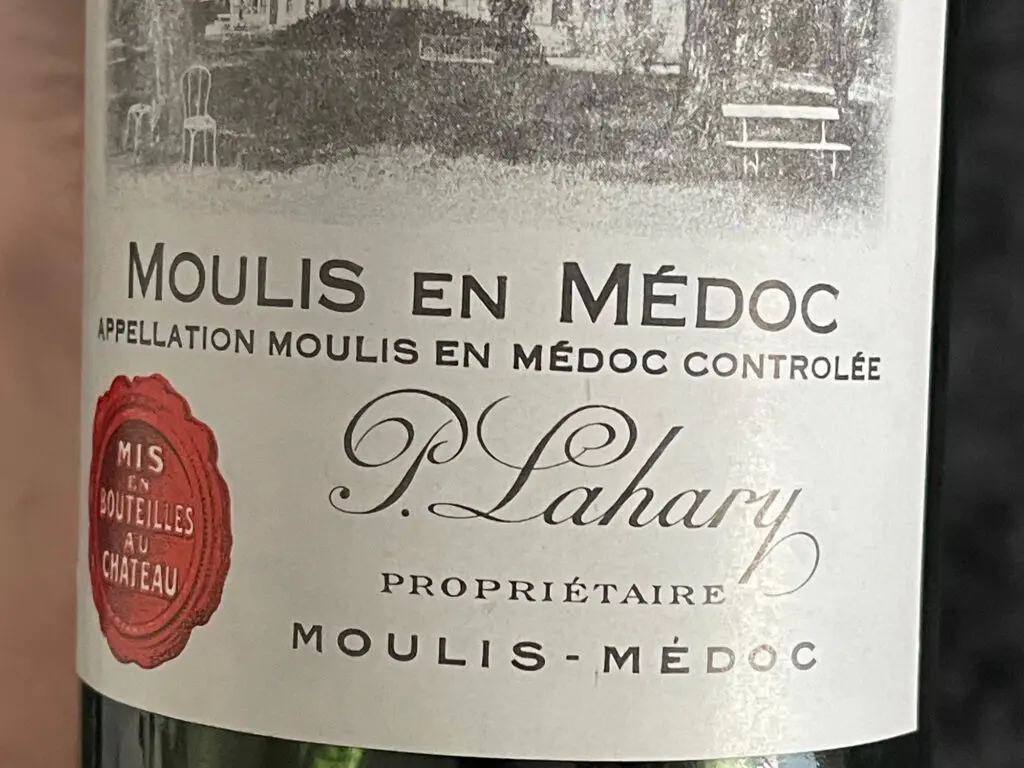 MOULIS EN MÉDOC
APPELLATION MOULIS EN MÉDOC CONTROLÉE
MIS
EN
BOUTEILLES
AU
CHATEAU
P. Lahary
PROPRIÉTAIRE
MOULIS-MÉDOC